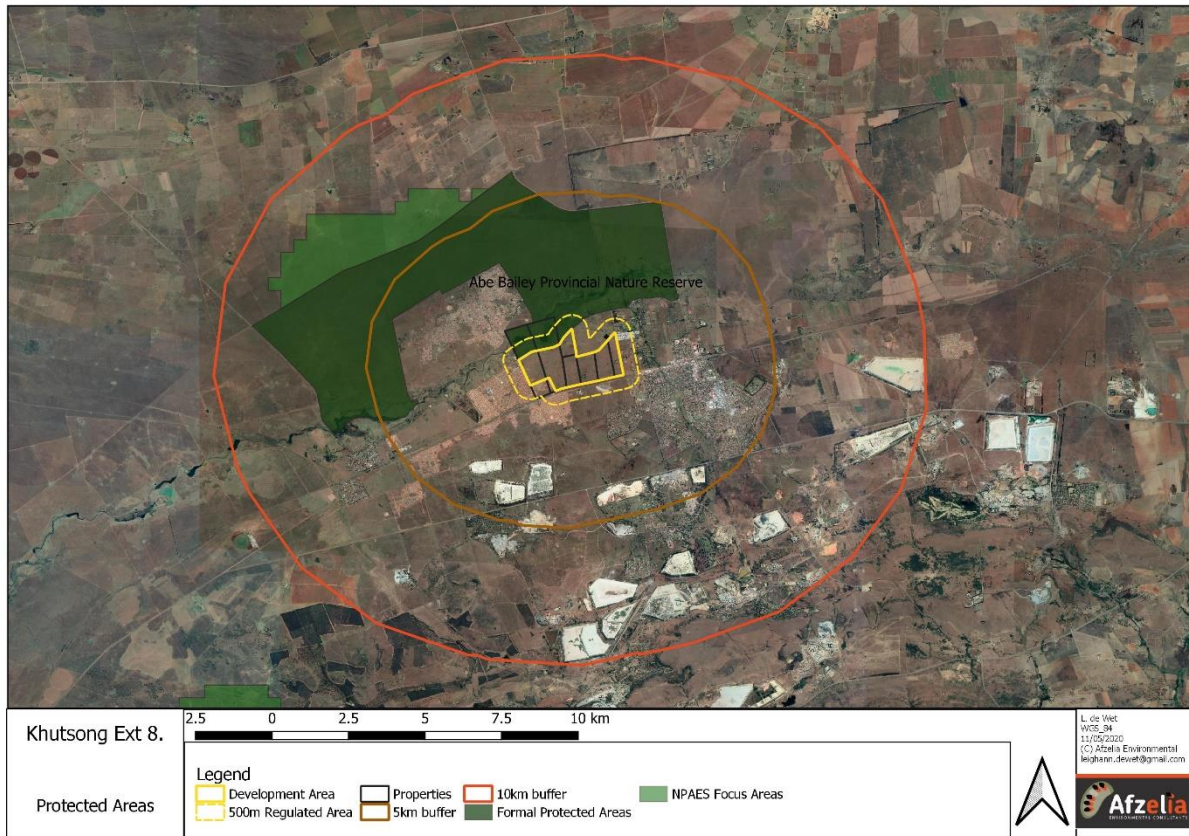 Abe Bailey Provincial Nature Reserve
Khutsong Ext 8.
Protected Areas
2.5 0 2.5 5 7.5 10 km
Legend
Development Area
Properties
10km buffer
NPAES Focus Areas
500m Regulated Area
5km buffer
Formal Protected Areas
L. de Wet
WGS_84
11/05/2020
(C) Afzelia Environmental
leighann.dewet@gmail.com
Afzelia
ENVIRONMENTAL CONSULTANTS